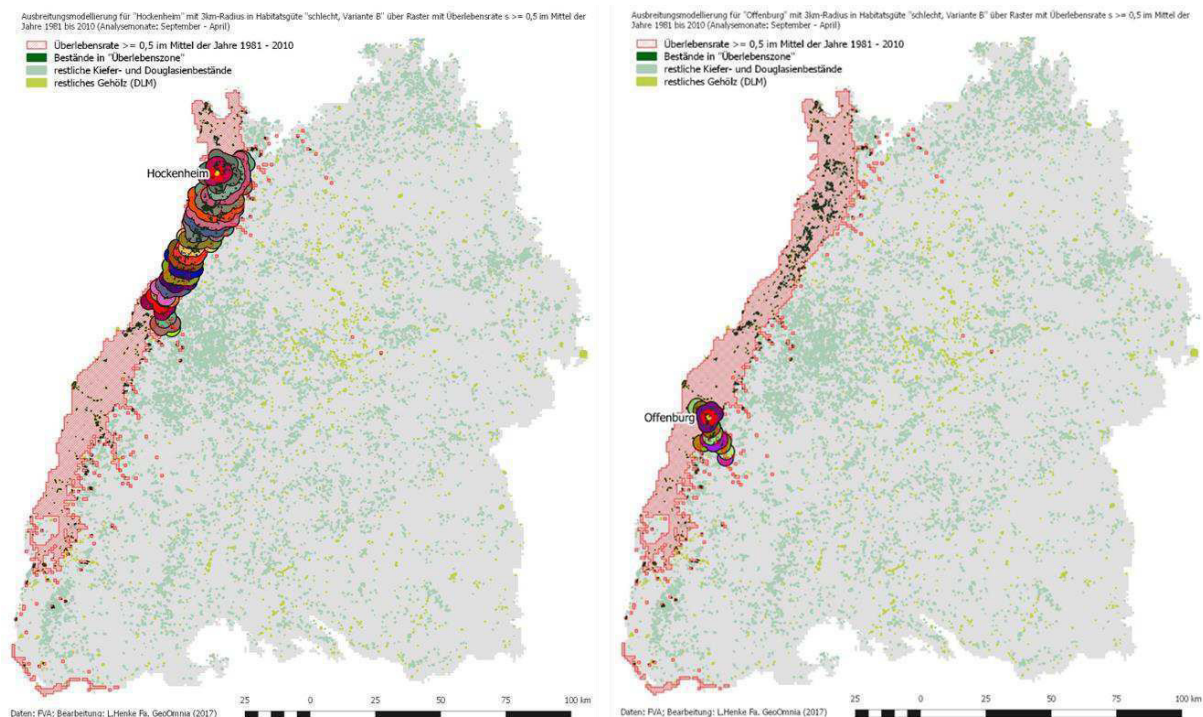 Ausbreitungsmodellierung für "Hockenheim" mit 3km-Radius in Habitatsgüte "schlecht, Variante B" über Raster mit Überlebensrate s >= 0,5 im Mittel der
Jahre 1981 bis 2010 (Analysemonate: September - April)
Überlebensrate >= 0,5 im Mittel der Jahre 1981 - 2010
Bestände in "Überlebenszone"
restliche Kiefer- und Douglasienbestände
restliches Gehölz (DLM)
Hockenheim
25 0 25 50 75 100 km
Daten: FVA; Bearbeitung: L.Henke Fa. GeoOmnia (2017)
Ausbreitungsmodellierung für "Offenburg" mit 3km-Radius in Habitatsgüte "schlecht, Variante B" über Raster mit Überlebensrate s >= 0,5 im Mittel der
Jahre 1981 bis 2010 (Analysemonate: September - April)
Überlebensrate >= 0,5 im Mittel der Jahre 1981 - 2010
Bestände in "Überlebenszone"
restliche Kiefer- und Douglasienbestände
restliches Gehölz (DLM)
Offenburg
25 0 25 50 75 100 km
Daten: FVA; Bearbeitung: L.Henke Fa. GeoOmnia (2017)